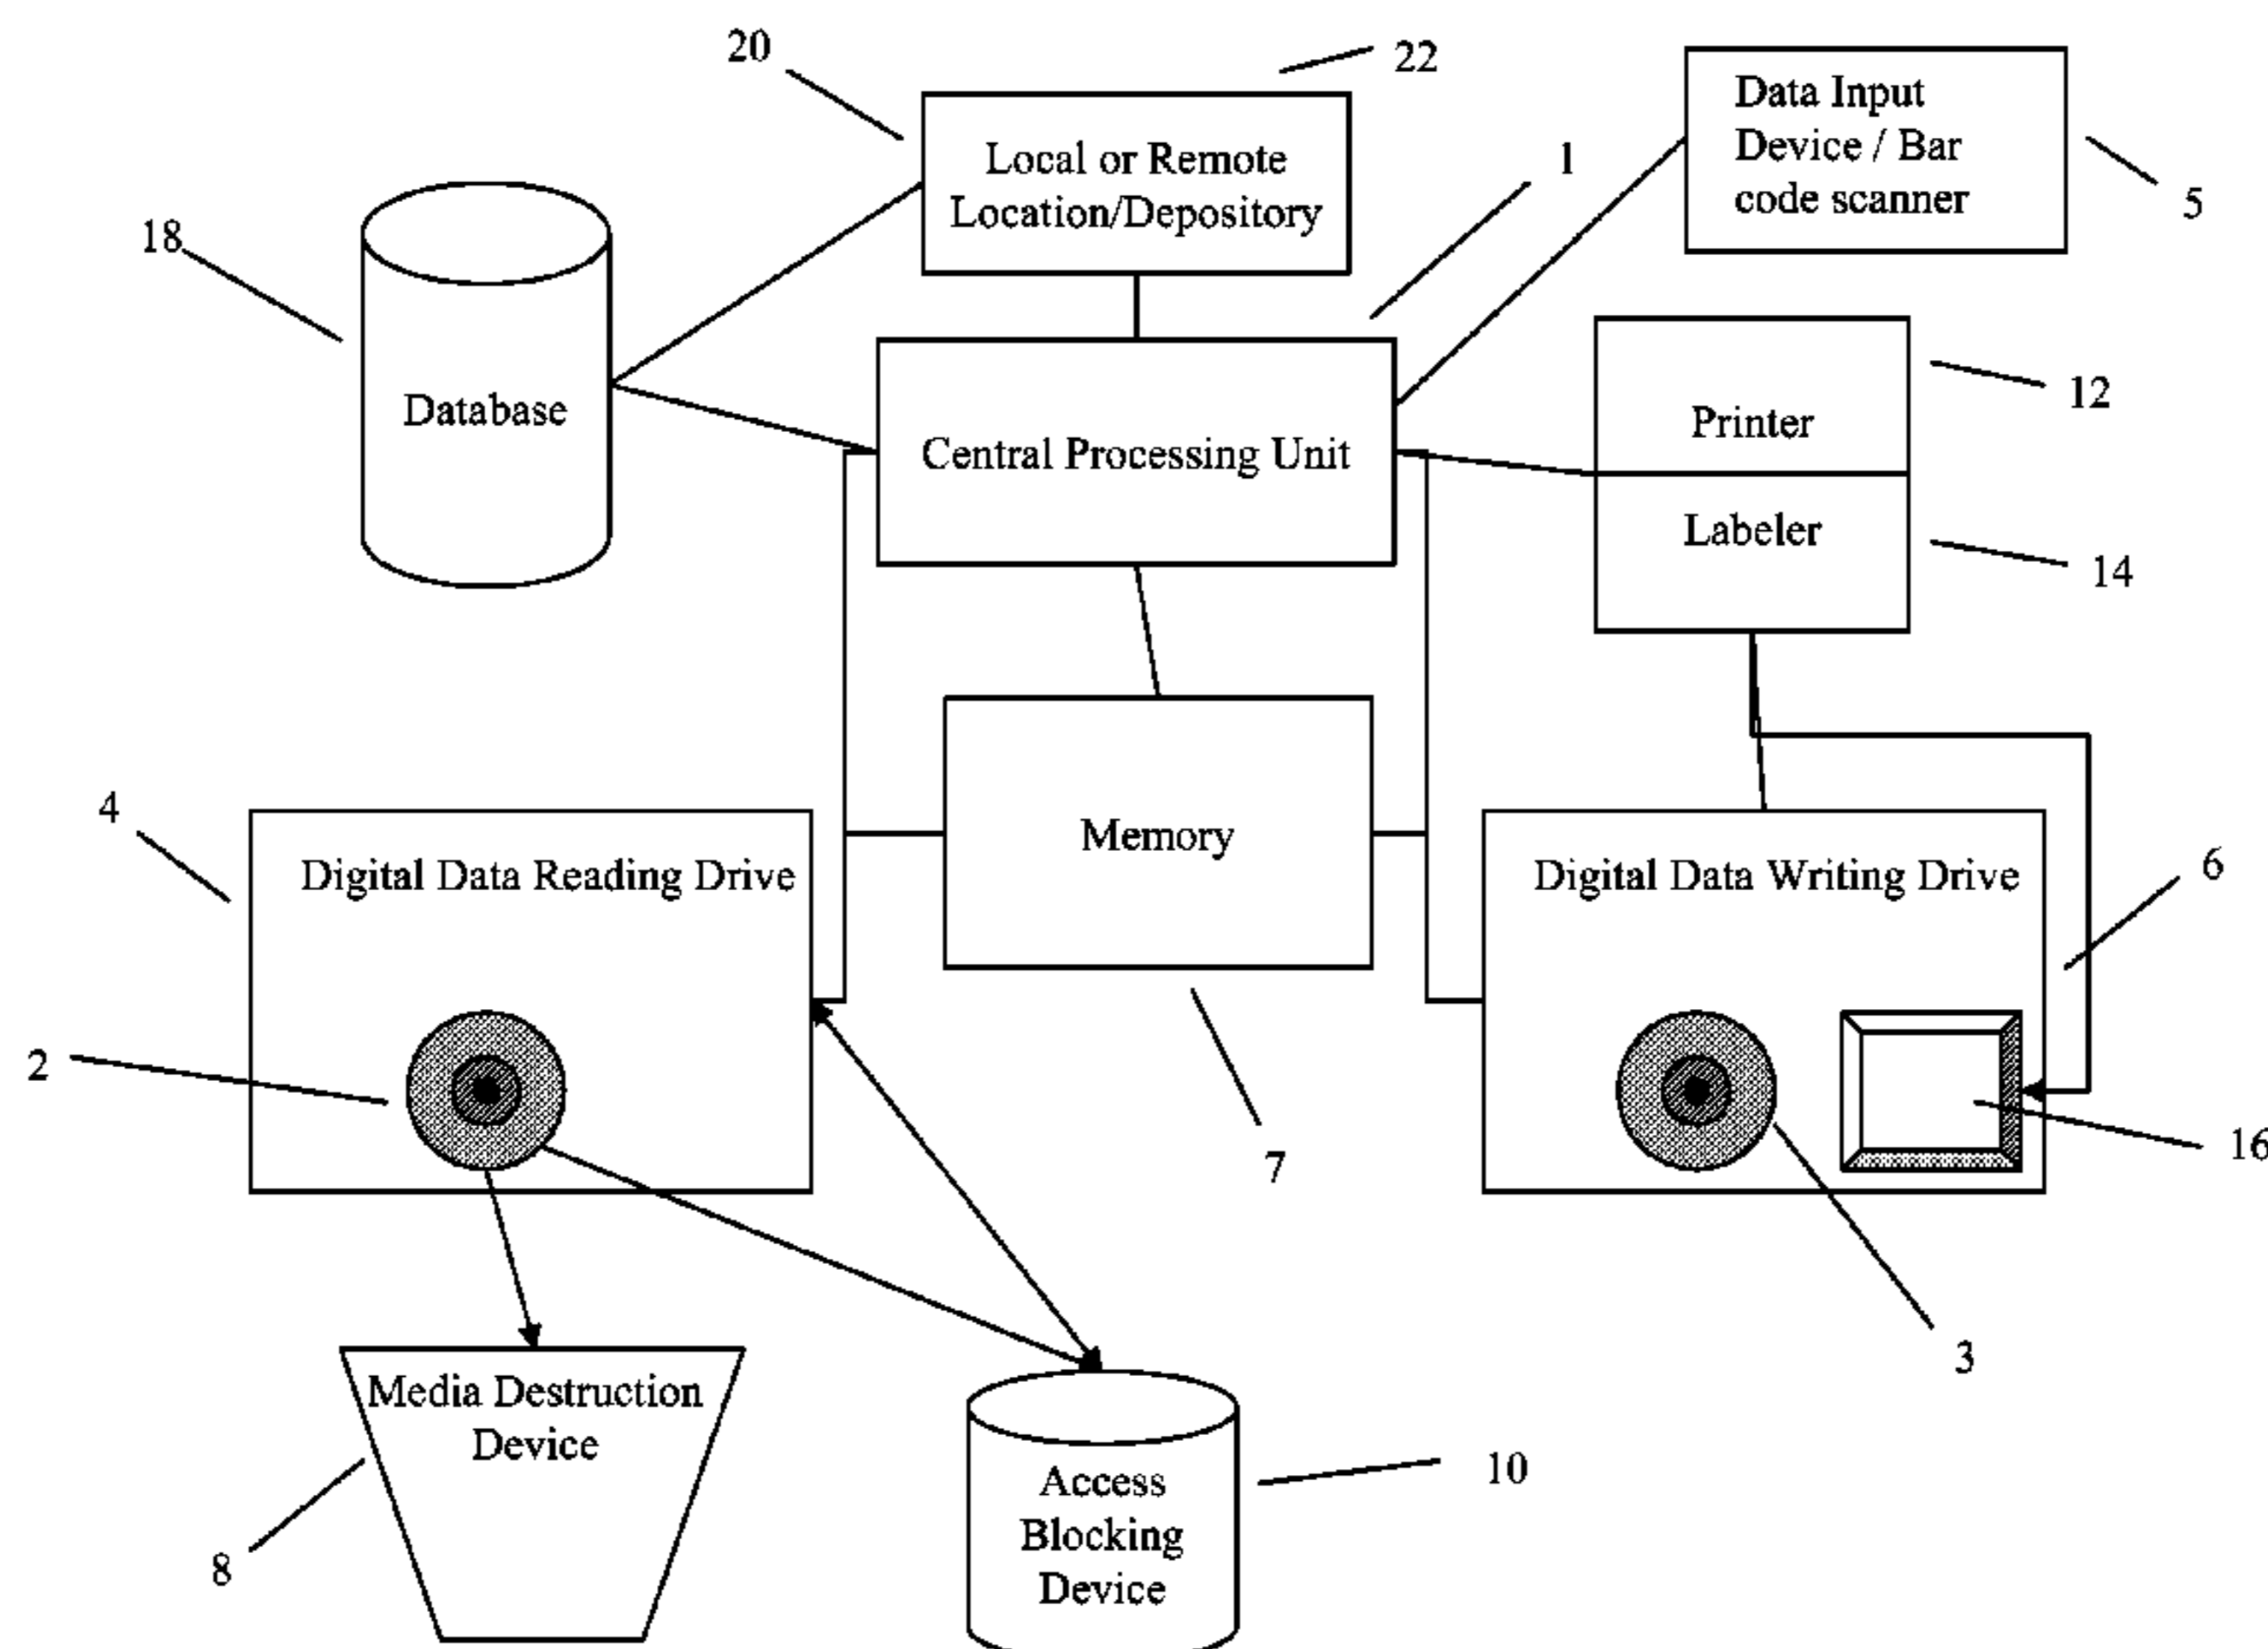 20
22
Data Input
Device / Bar
code scanner
5
Local or Remote
Location/Depository
1
18
Database
Central Processing Unit
Printer
12
Labeler
14
4
Digital Data Reading Drive
Memory
Digital Data Writing Drive
6
2
7
16
3
Media Destruction
Device
8
Access
Blocking
Device
10